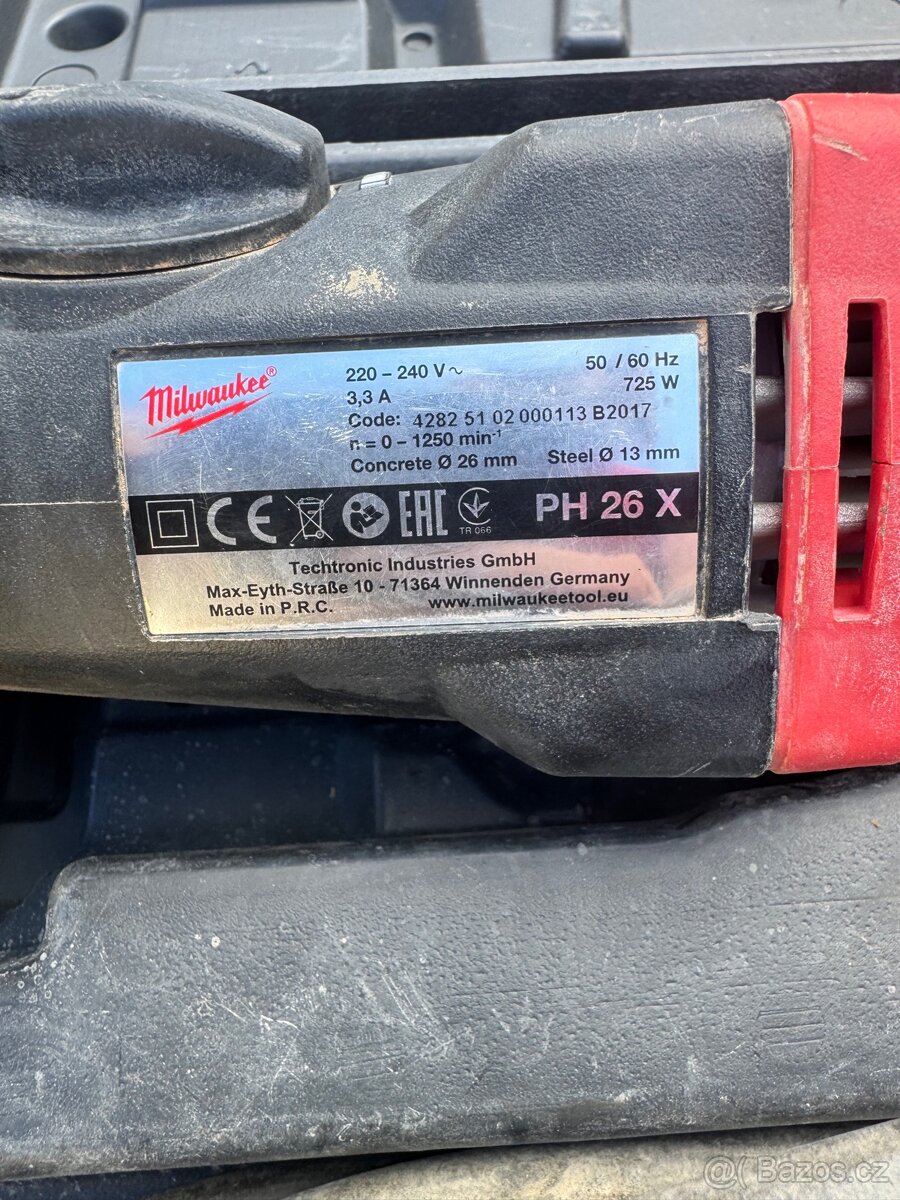 Milwaukee®
220 – 240 V ~ 50 / 60 Hz
3,3 A 725 W
Code: 4282 51 02 000113 B2017
n = 0 – 1250 min⁻¹
Concrete Ø 26 mm Steel Ø 13 mm
CE EAC TR 066 PH 26 X
Techtronic Industries GmbH
Max-Eyth-Straße 10 - 71364 Winnenden Germany
Made in P.R.C. www.milwaukeetool.eu
@( Bazos.cz